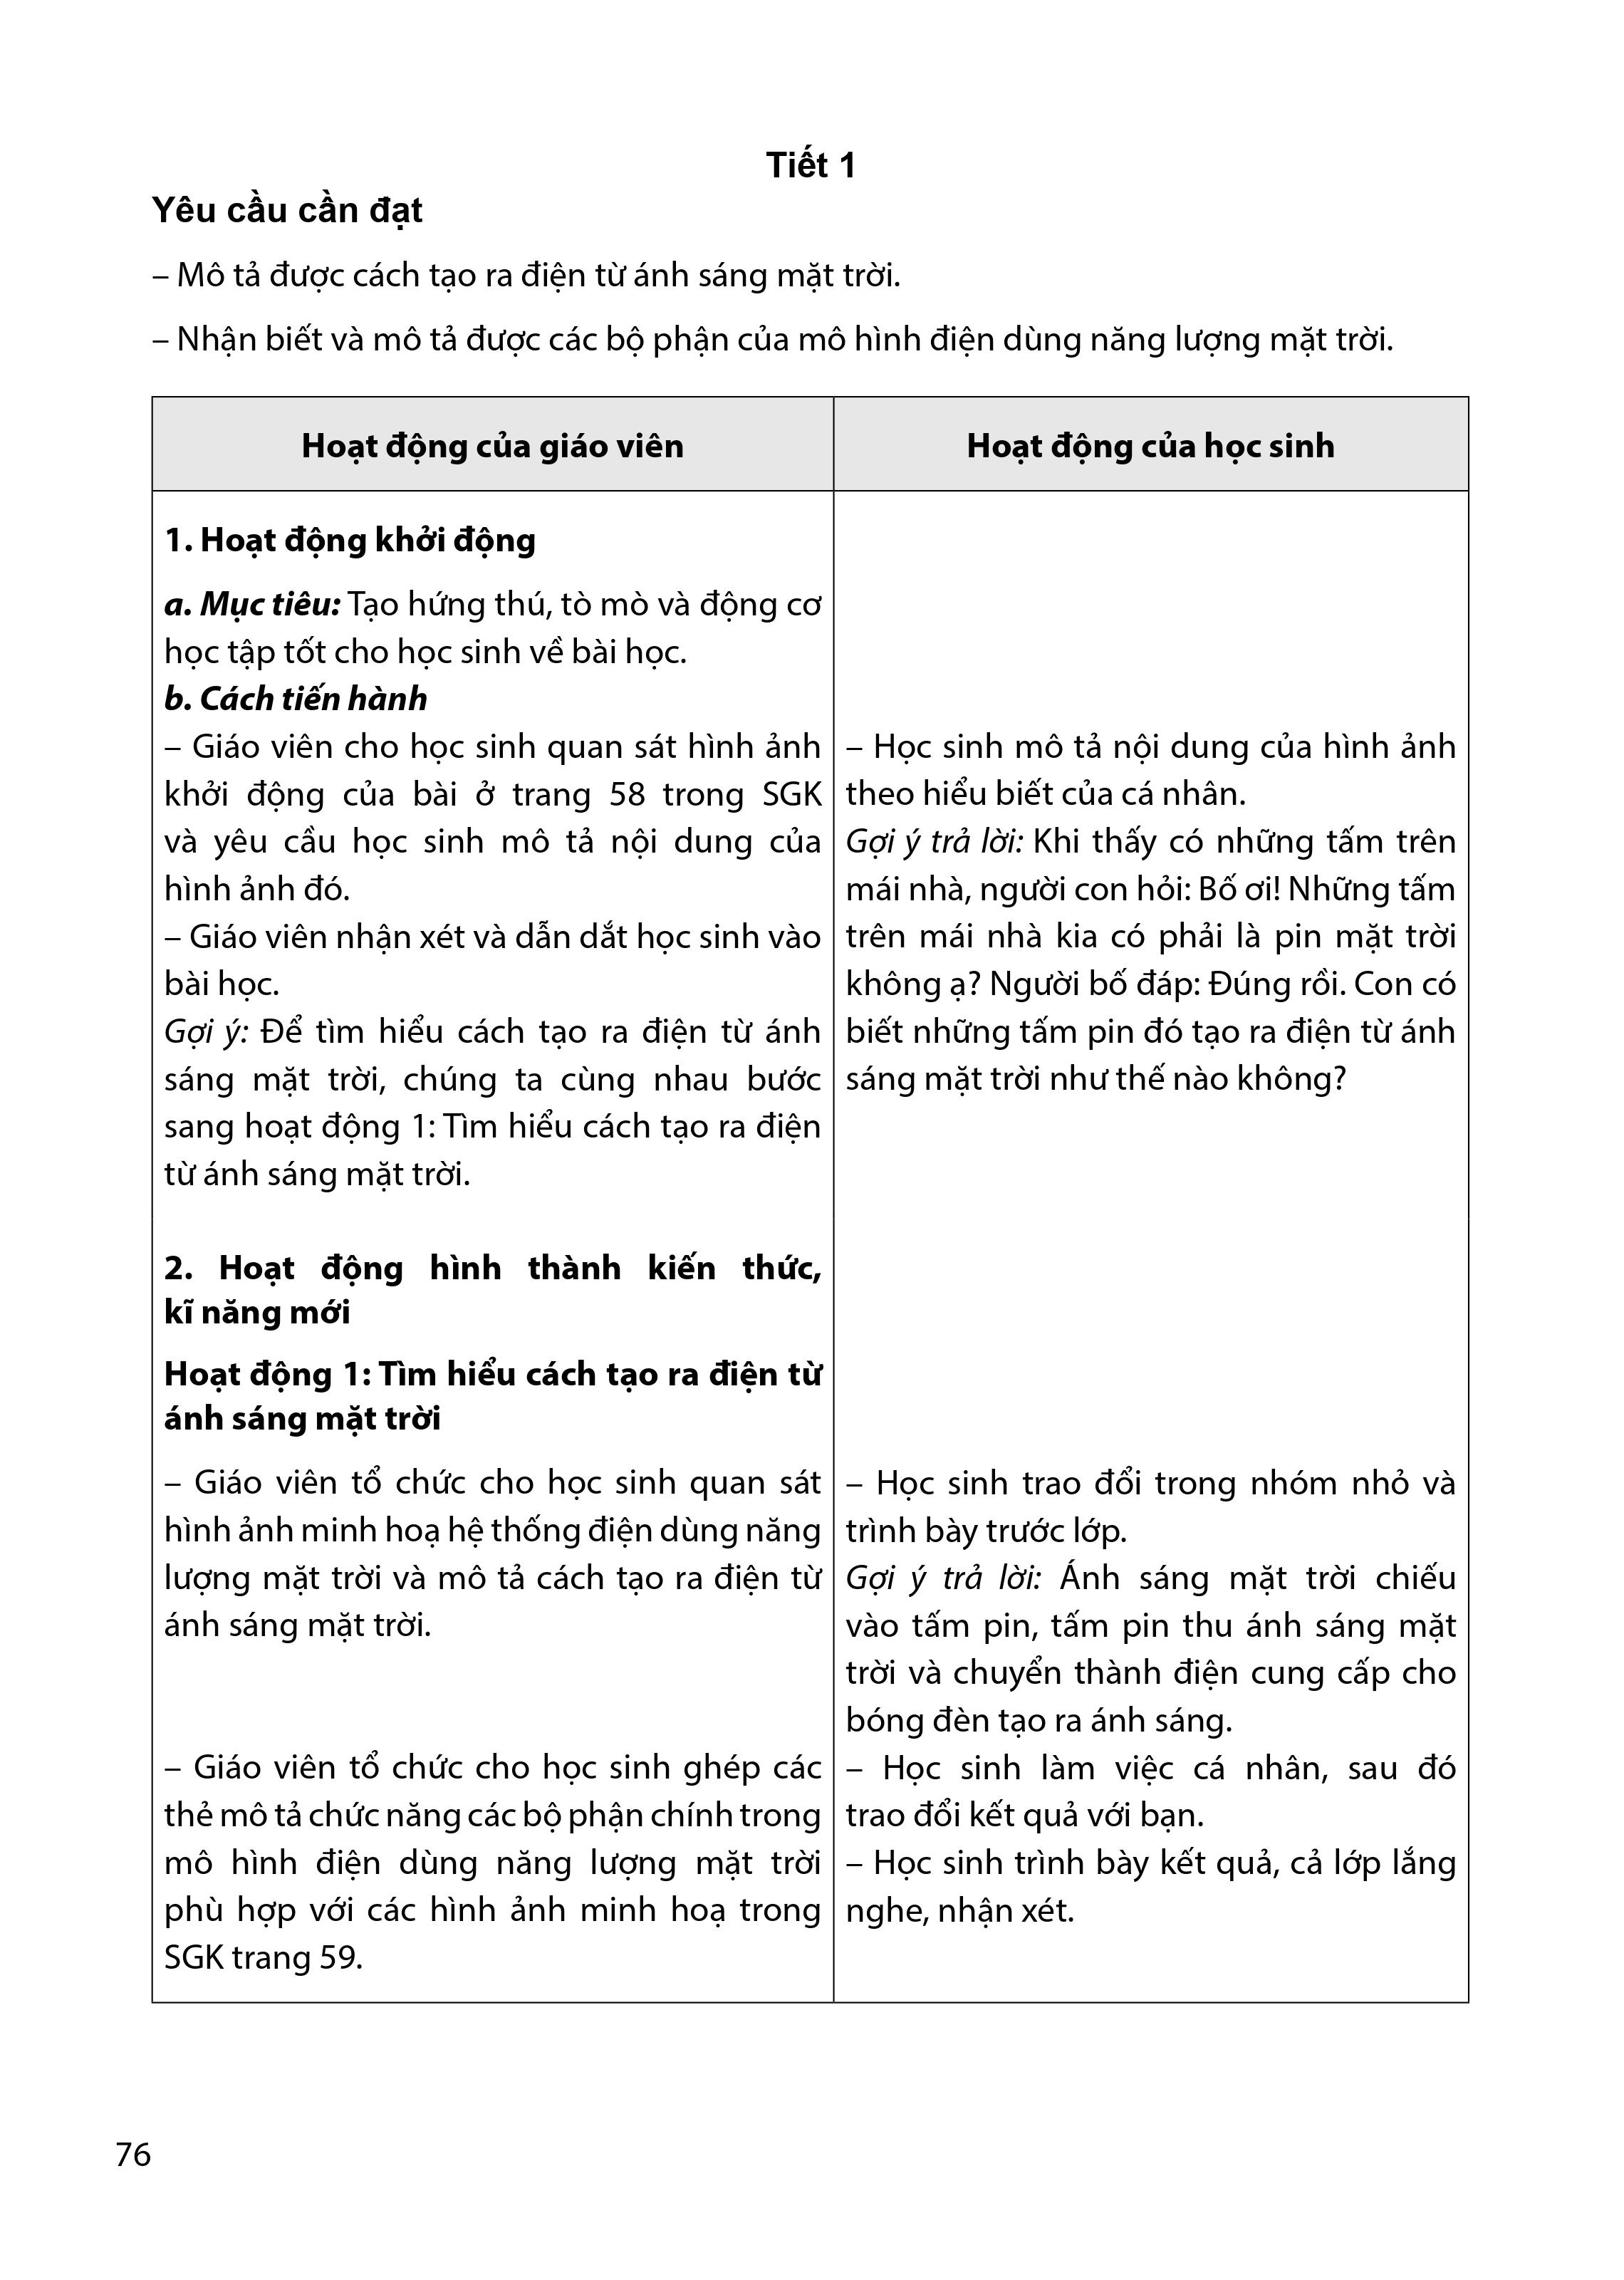 Tiết 1
Yêu cầu cần đạt
– Mô tả được cách tạo ra điện từ ánh sáng mặt trời.
– Nhận biết và mô tả được các bộ phận của mô hình điện dùng năng lượng mặt trời.
Hoạt động của giáo viên
Hoạt động của học sinh
1. Hoạt động khởi động
a. Mục tiêu: Tạo hứng thú, tò mò và động cơ
học tập tốt cho học sinh về bài học.
b. Cách tiến hành
– Giáo viên cho học sinh quan sát hình ảnh
khởi động của bài ở trang 58 trong SGK
và yêu cầu học sinh mô tả nội dung của
hình ảnh đó.
– Giáo viên nhận xét và dẫn dắt học sinh vào
bài học.
Gợi ý: Để tìm hiểu cách tạo ra điện từ ánh
sáng mặt trời, chúng ta cùng nhau bước
sang hoạt động 1: Tìm hiểu cách tạo ra điện
từ ánh sáng mặt trời.
– Học sinh mô tả nội dung của hình ảnh
theo hiểu biết của cá nhân.
Gợi ý trả lời: Khi thấy có những tấm trên
mái nhà, người con hỏi: Bố ơi! Những tấm
trên mái nhà kia có phải là pin mặt trời
không ạ? Người bố đáp: Đúng rồi. Con có
biết những tấm pin đó tạo ra điện từ ánh
sáng mặt trời như thế nào không?
2. Hoạt động hình thành kiến thức,
kĩ năng mới
Hoạt động 1: Tìm hiểu cách tạo ra điện từ
ánh sáng mặt trời
– Giáo viên tổ chức cho học sinh quan sát
hình ảnh minh hoạ hệ thống điện dùng năng
lượng mặt trời và mô tả cách tạo ra điện từ
ánh sáng mặt trời.
– Giáo viên tổ chức cho học sinh ghép các
thẻ mô tả chức năng các bộ phận chính trong
mô hình điện dùng năng lượng mặt trời
phù hợp với các hình ảnh minh hoạ trong
SGK trang 59.
– Học sinh trao đổi trong nhóm nhỏ và
trình bày trước lớp.
Gợi ý trả lời: Ánh sáng mặt trời chiếu
vào tấm pin, tấm pin thu ánh sáng mặt
trời và chuyển thành điện cung cấp cho
bóng đèn tạo ra ánh sáng.
– Học sinh làm việc cá nhân, sau đó
trao đổi kết quả với bạn.
– Học sinh trình bày kết quả, cả lớp lắng
nghe, nhận xét.
76